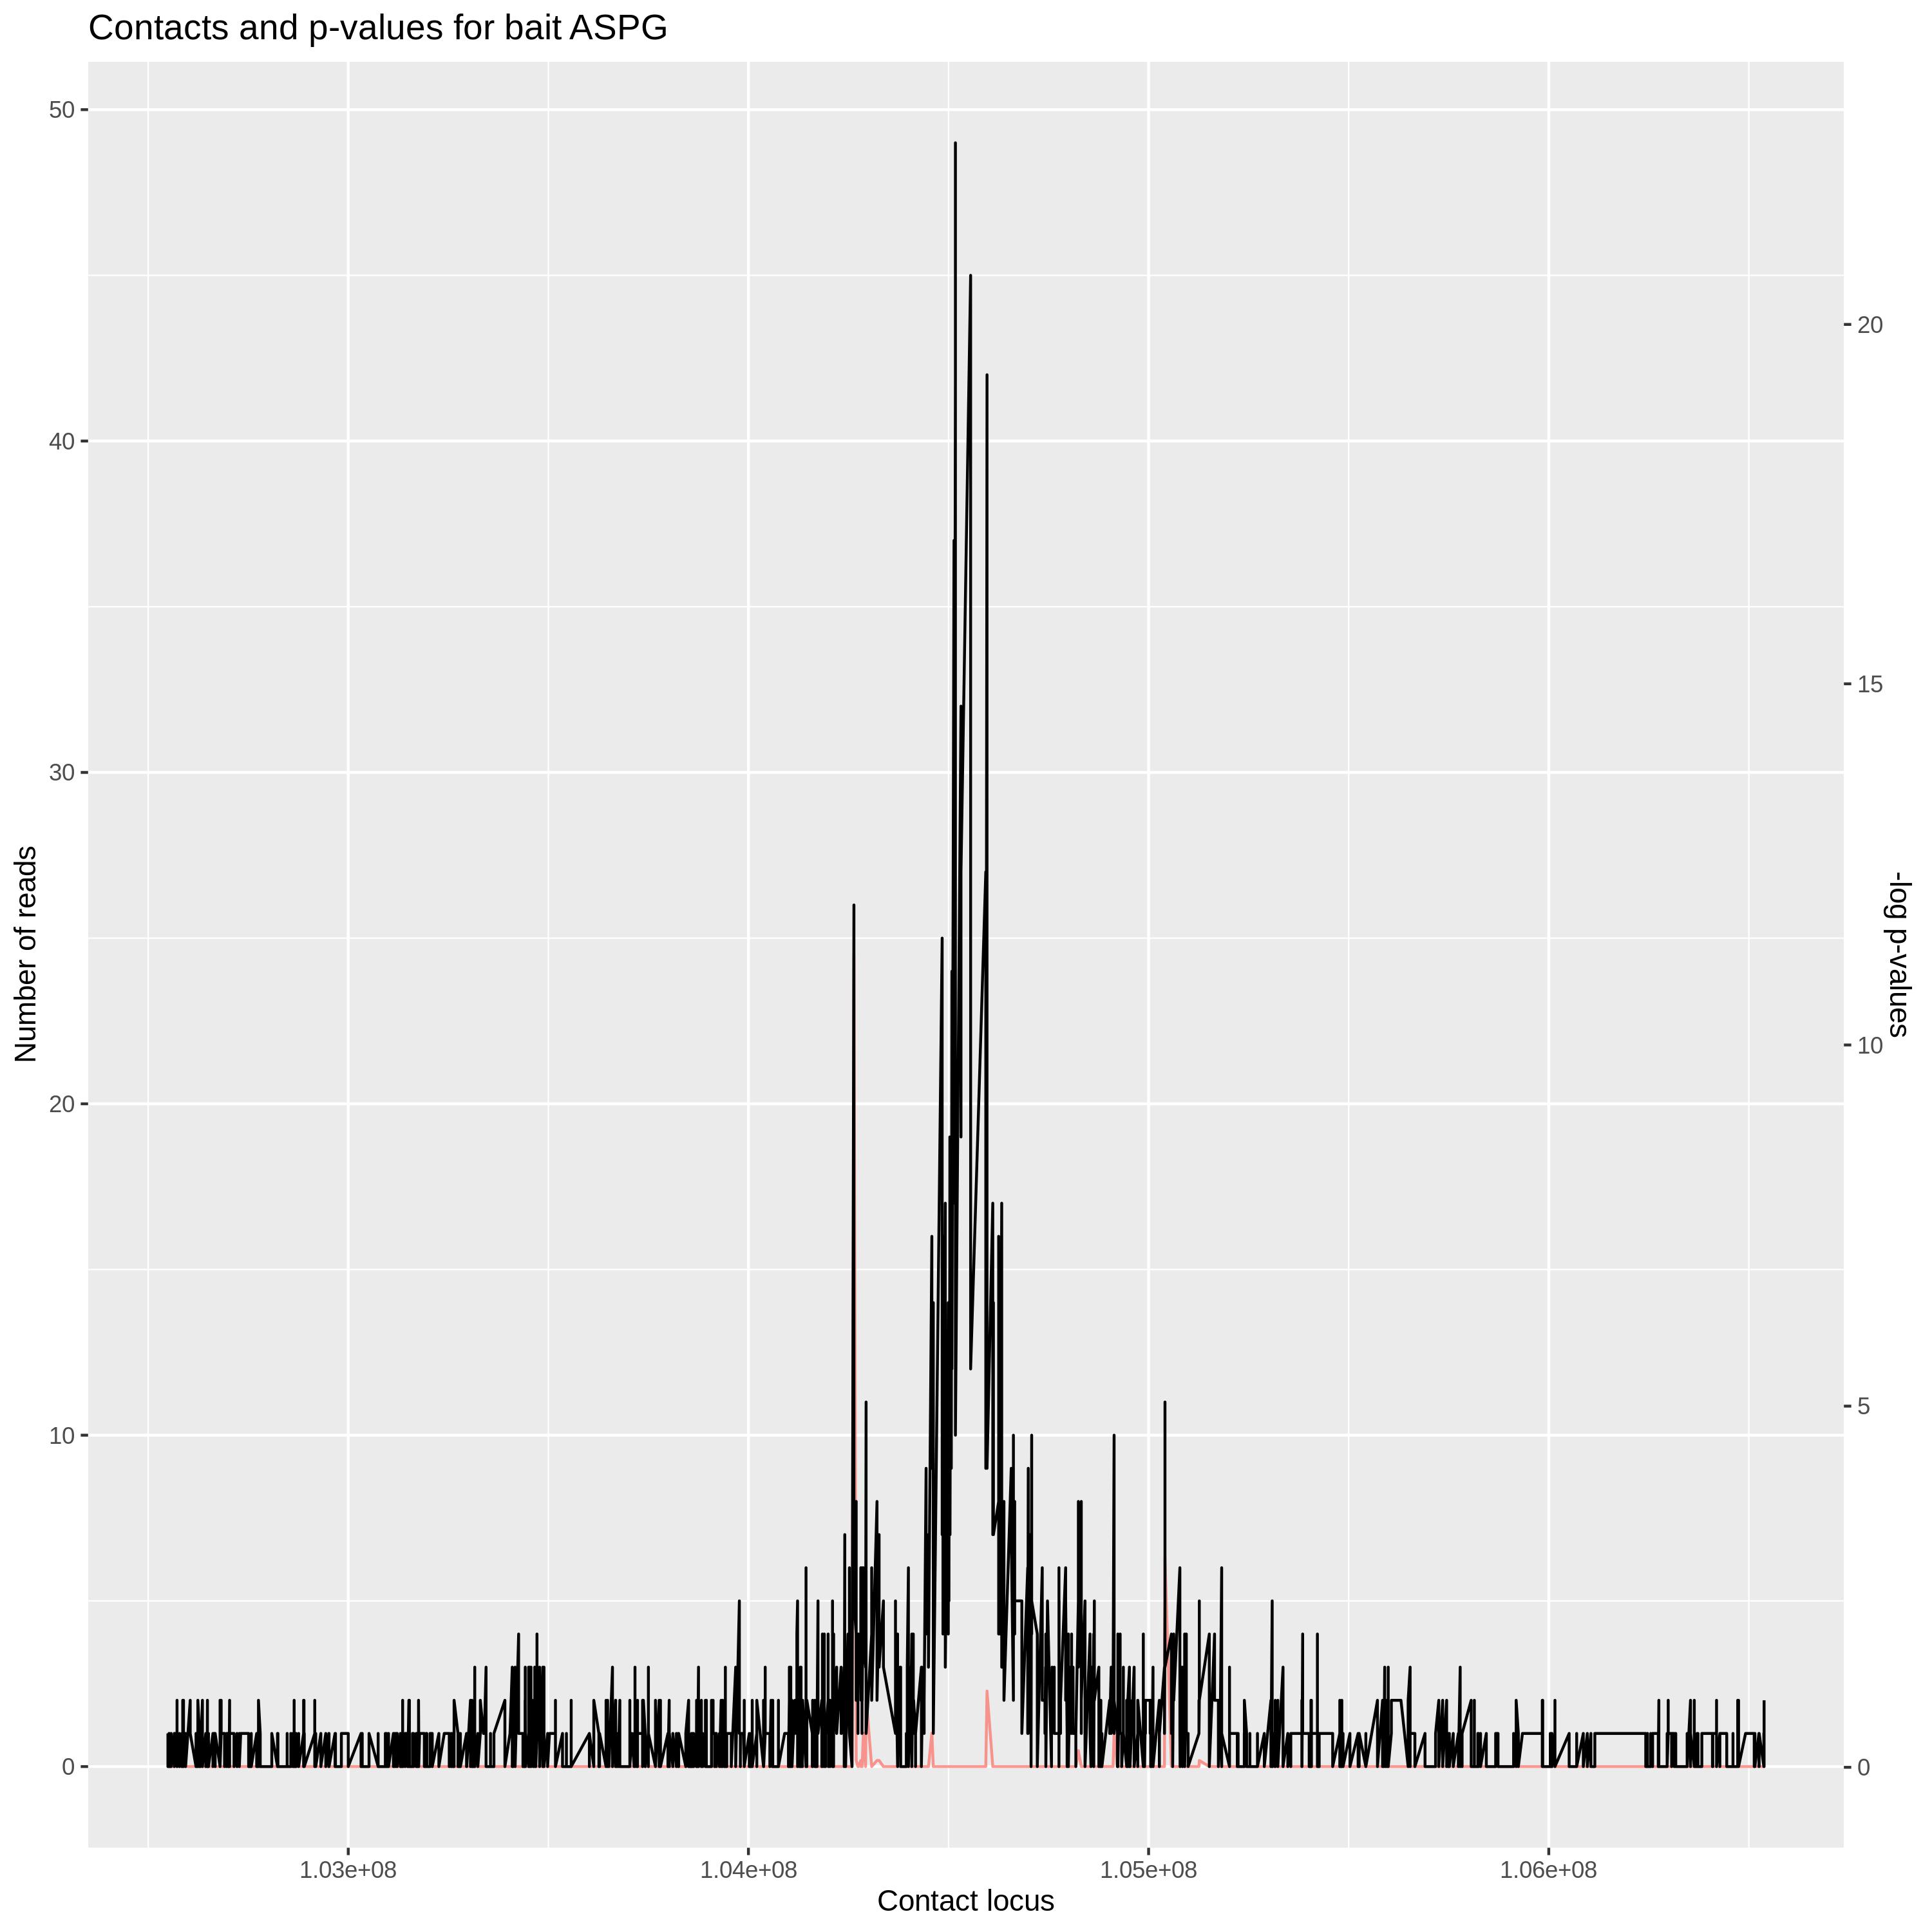 Contacts and p-values for bait ASPG
50
40
30
20
10
0
Number of reads
20
15
10
5
0
-log p-values
1.03e+08
1.04e+08
1.05e+08
1.06e+08
Contact locus